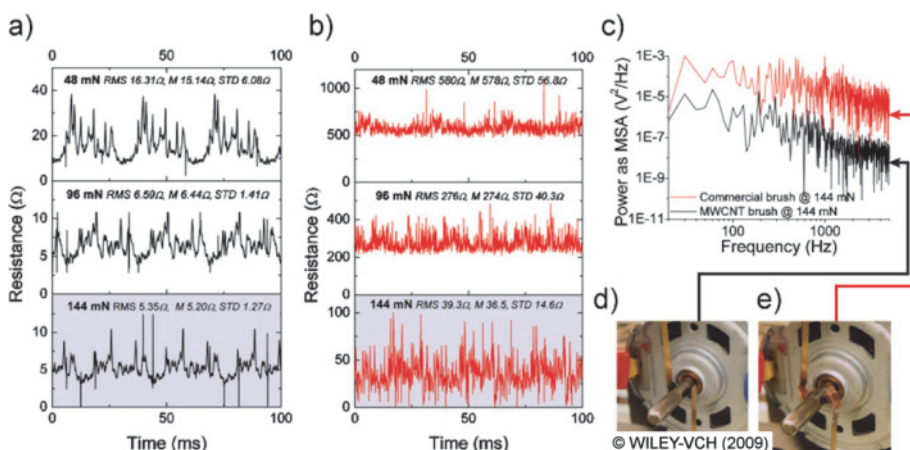 a)
0 50 100
48 mN RMS 16.31Ω, M 15.14Ω, STD 6.08Ω
40
20
0
96 mN RMS 6.59Ω, M 6.44Ω, STD 1.41Ω
10
5
0
144 mN RMS 5.35Ω, M 5.20Ω, STD 1.27Ω
10
5
0
0 50 100
Resistance (Ω)
Time (ms)
b)
0 50 100
48 mN RMS 580Ω, M 578Ω, STD 56.8Ω
1000
500
0
96 mN RMS 276Ω, M 274Ω, STD 40.3Ω
400
200
0
144 mN RMS 39.3Ω, M 36.5, STD 14.6Ω
100
50
0
0 50 100
Resistance (Ω)
Time (ms)
c)
1E-3
1E-5
1E-7
1E-9
1E-11
Power as MSA (V²/Hz)
Commercial brush @ 144 mN
MWCNT brush @ 144 mN
100 1000
Frequency (Hz)
d)
e)
© WILEY-VCH (2009)